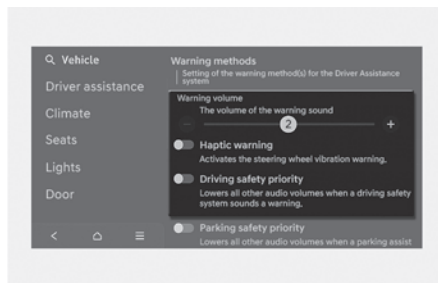 Vehicle
Driver assistance
Climate
Seats
Lights
Door
Warning methods
Setting of the warning method(s) for the Driver Assistance
system
Warning volume
The volume of the warning sound
− 2 +
Haptic warning
Activates the steering wheel vibration warning.
Driving safety priority
Lowers all other audio volumes when a driving safety
system sounds a warning.
Parking safety priority
Lowers all other audio volumes when a parking assist